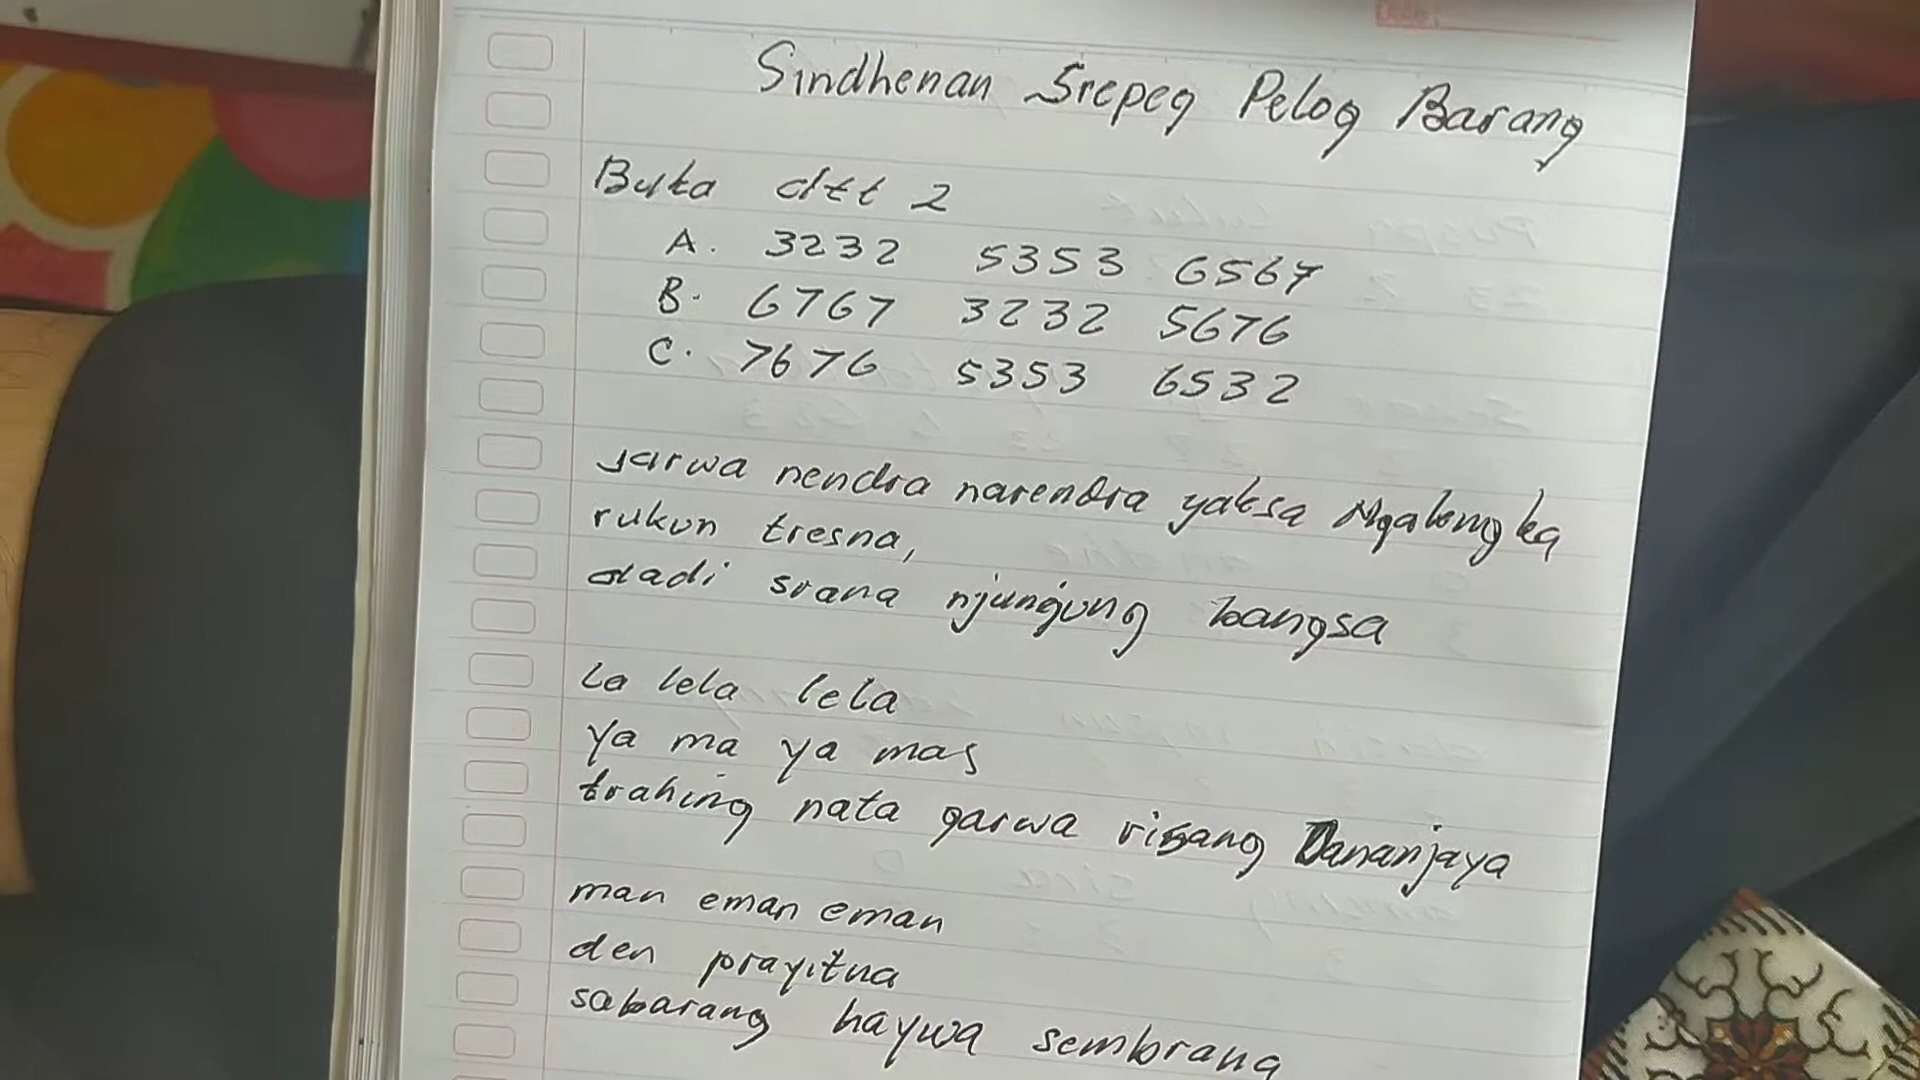 Sindhenan Srepeg Pelog Barang
Buka dtt 2
A. 3232 5353 6567
B. 6767 3232 5676
C. 7676 5353 6532
sarwa nendra narendra yaksa Ngalengka
rukun tresna,
dadi srana njungjung bangsa
La lela lela
Ya ma ya mas
trahing nata garwa risang Dananjaya
man eman eman
den prayitna
sabarang haywa sembrana